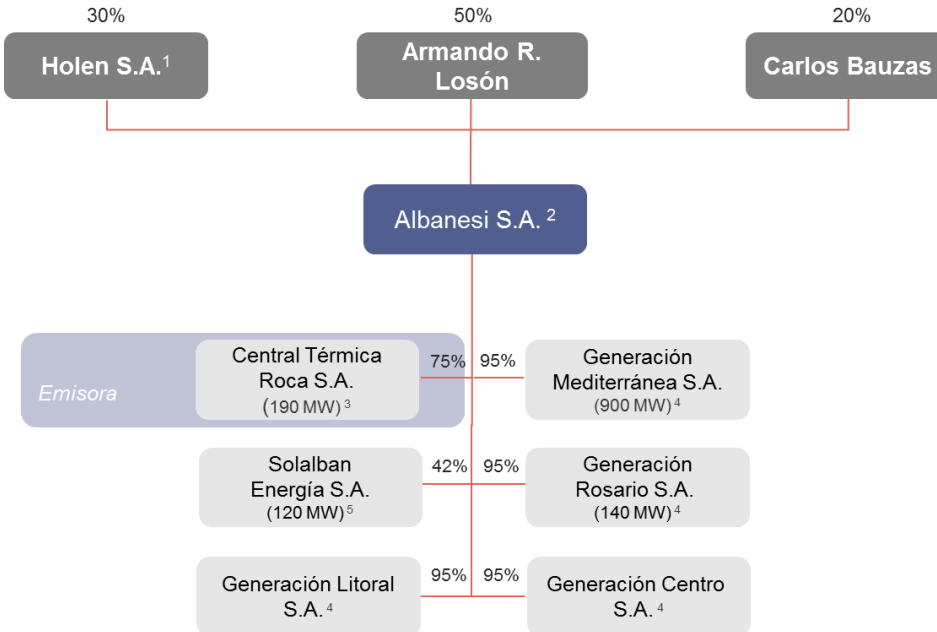 30%
50%
20%
Holen S.A.¹
Armando R.
Losón
Carlos Bauzas
Albanesi S.A. ²
Emisora
Central Térmica
Roca S.A.
(190 MW) ³
75%
95%
Generación
Mediterránea S.A.
(900 MW) ⁴
Solalban
Energía S.A.
(120 MW) ⁵
42%
95%
Generación
Rosario S.A.
(140 MW) ⁴
Generación Litoral
S.A. ⁴
95%
95%
Generación Centro
S.A. ⁴